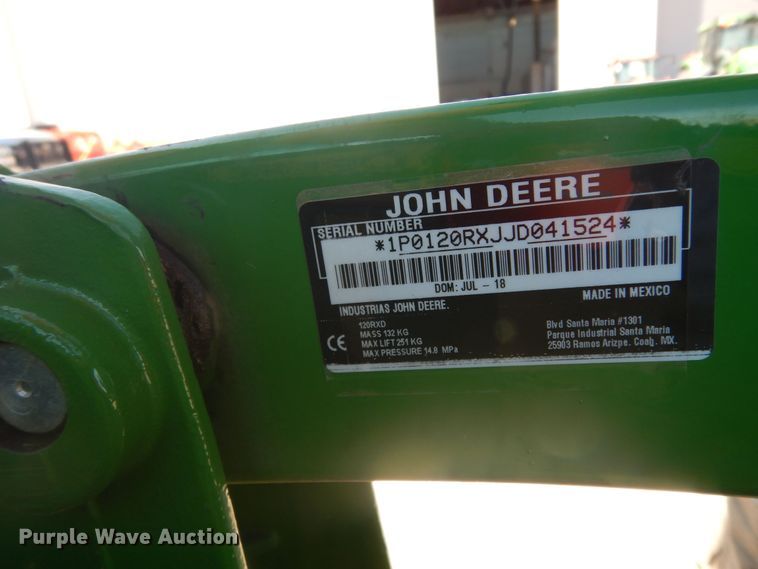 JOHN DEERE
SERIAL NUMBER
*1P0120RXJJD041524*
DOM: JUL - 18
INDUSTRIAS JOHN DEERE.
MADE IN MEXICO
120RXD
MASS 132 KG
MAX LIFT 251 KG
MAX PRESSURE 14.8 MPa
CE
Blvd Santa Maria #1301
Parque Industrial Santa Maria
25903 Ramos Arizpe. Coah. MX.
Purple Wave Auction